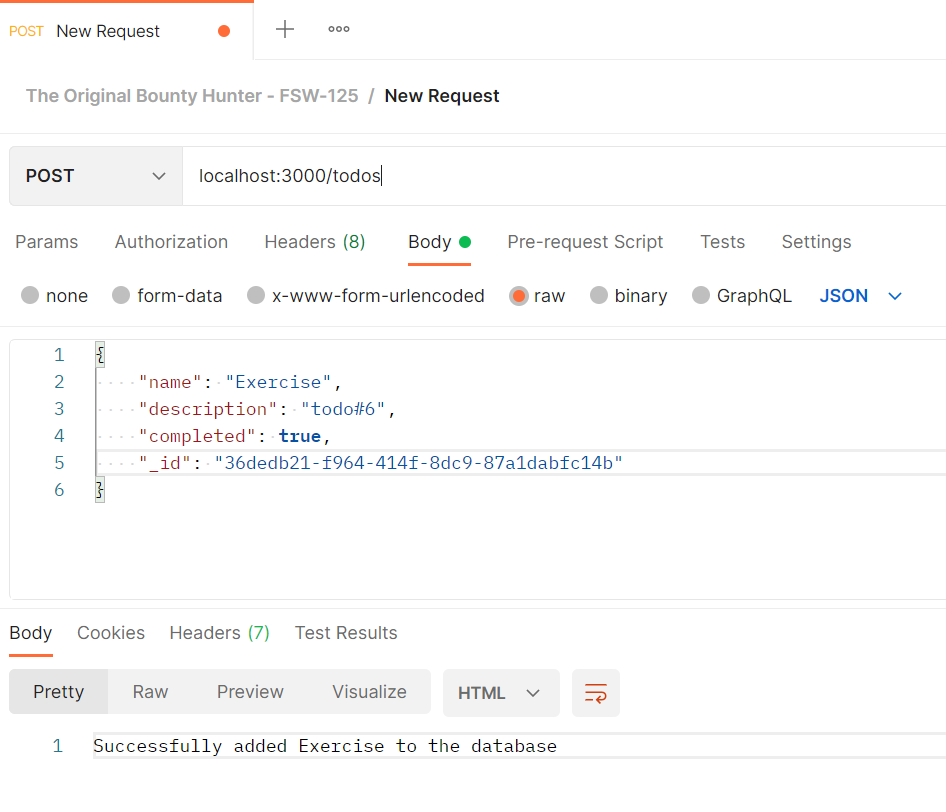 POST New Request
The Original Bounty Hunter - FSW-125 / New Request
POST localhost:3000/todos
Params Authorization Headers (8) Body Pre-request Script Tests Settings
none form-data x-www-form-urlencoded raw binary GraphQL JSON
1 {
2 "name": "Exercise",
3 "description": "todo#6",
4 "completed": true,
5 "_id": "36dedb21-f964-414f-8dc9-87a1dabfc14b"
6 }
Body Cookies Headers (7) Test Results
Pretty Raw Preview Visualize HTML
1 Successfully added Exercise to the database